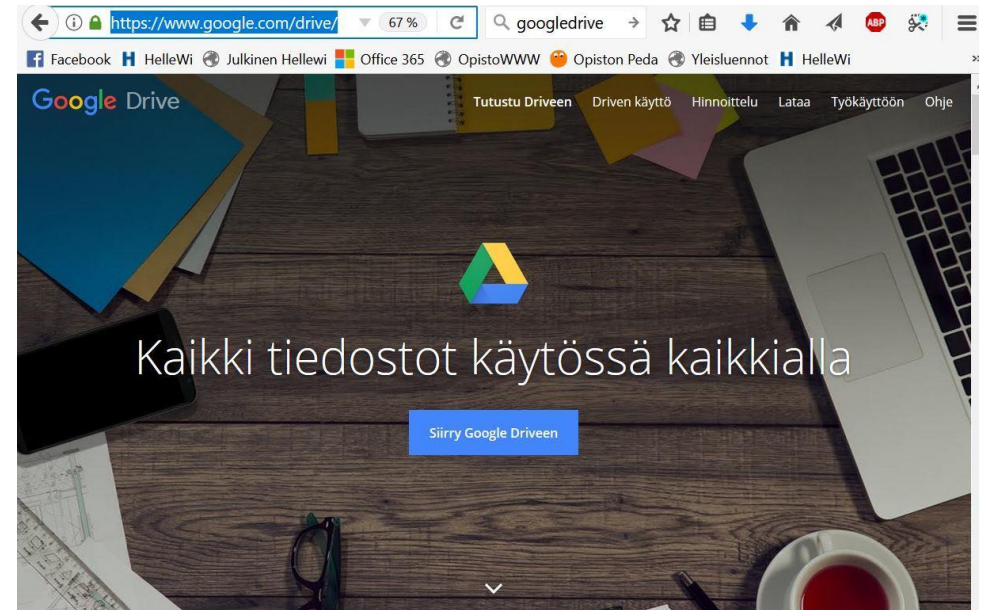 https://www.google.com/drive/ 67 % googledrive ABP
Facebook H HelleWi Julkinen Hellewi Office 365 OpistoWWW Opiston Peda Yleisluennot H HelleWi
Google Drive Tutustu Driveen Driven käyttö Hinnoittelu Lataa Työkäyttöön Ohje
Kaikki tiedostot käytössä kaikkialla
Siirry Google Driveen